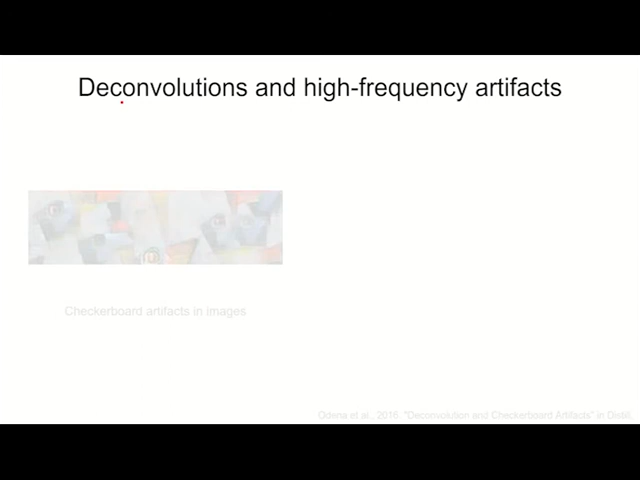 Deconvolutions and high-frequency artifacts
Checkerboard artifacts in images
Odena et al., 2016. "Deconvolution and Checkerboard Artifacts" in Distill.